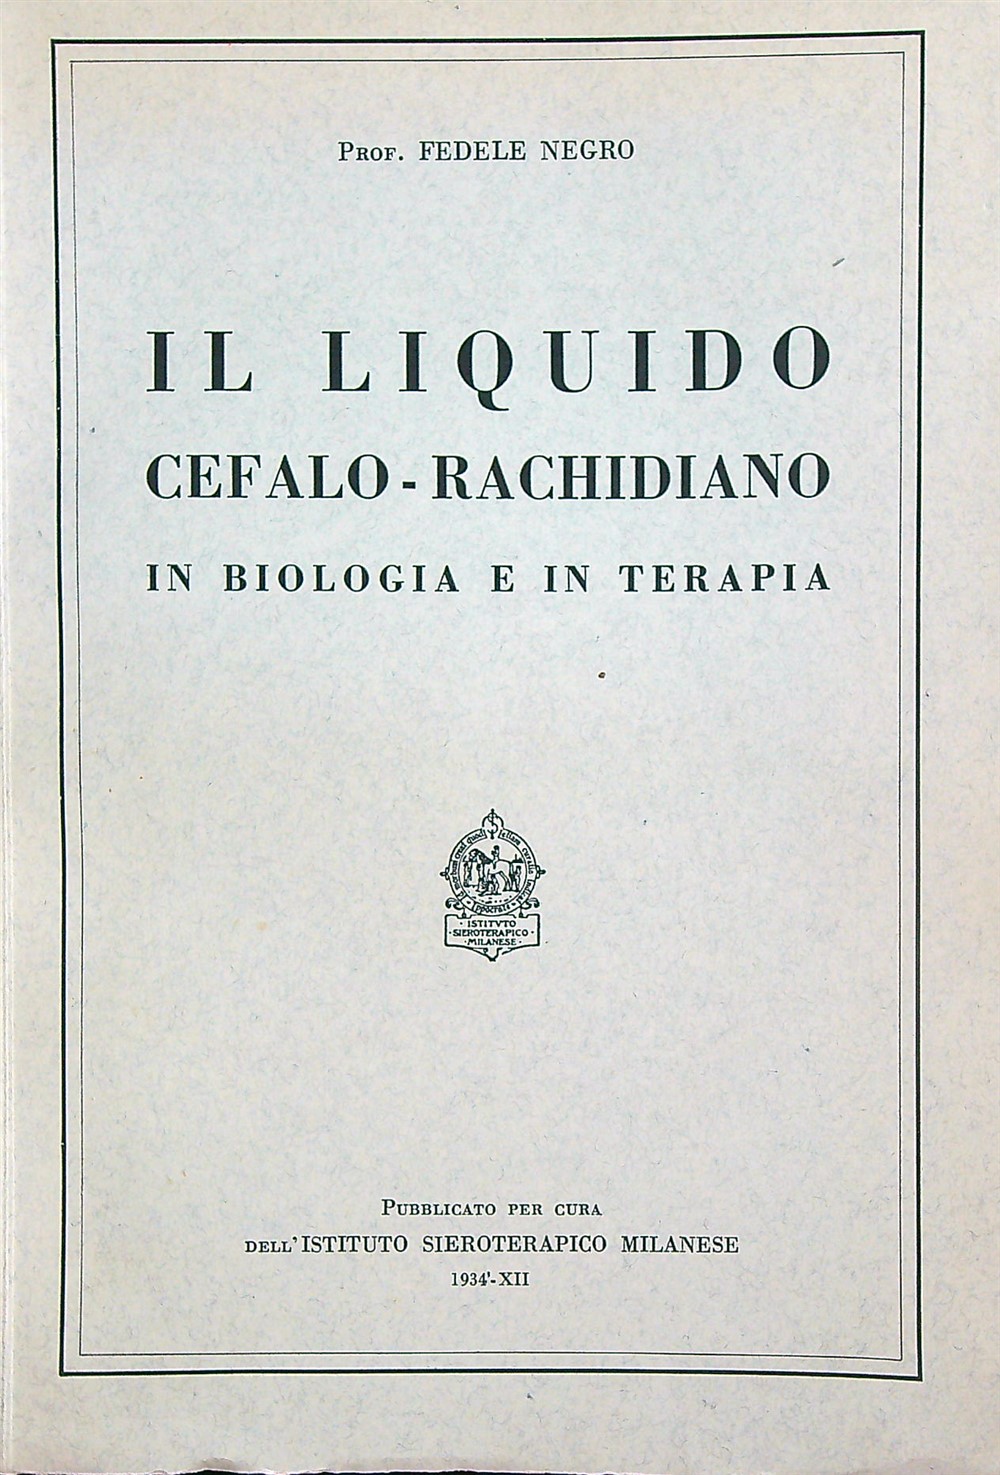 Prof. FEDELE NEGRO
IL LIQUIDO
CEFALO-RACHIDIANO
IN BIOLOGIA E IN TERAPIA
Ippocrate
· ISTITVTO
· SIEROTERAPICO ·
· MILANESE ·
Pubblicato per cura
dell'ISTITUTO SIEROTERAPICO MILANESE
1934'-XII